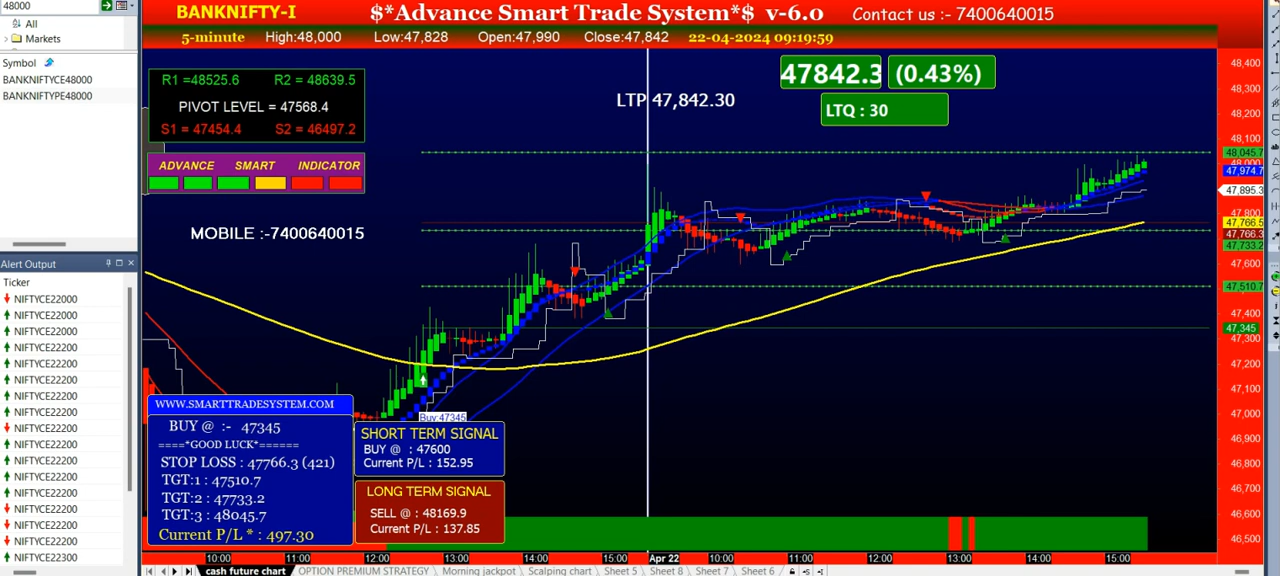 48000
BANKNIFTY-I
$*Advance Smart Trade System*$ v-6.0
Contact us :- 7400640015
5-minute High:48,000 Low:47,828 Open:47,990 Close:47,842 22-04-2024 09:19:59
All
Markets
Symbol
BANKNIFTYCE48000
BANKNIFTYPE48000
R1 =48525.6 R2 = 48639.5
PIVOT LEVEL = 47568.4
S1 = 47454.4 S2 = 46497.2
ADVANCE SMART INDICATOR
MOBILE :-7400640015
LTP 47,842.30
47842.3 (0.43%)
LTQ : 30
Alert Output
Ticker
NIFTYCE22000
NIFTYCE22000
NIFTYCE22000
NIFTYCE22200
NIFTYCE22200
NIFTYCE22200
NIFTYCE22200
NIFTYCE22200
NIFTYCE22200
NIFTYCE22200
NIFTYCE22200
NIFTYCE22200
NIFTYCE22200
NIFTYCE22200
NIFTYCE22200
NIFTYCE22200
NIFTYCE22300
WWW.SMARTTRADESYSTEM.COM
BUY @ :- 47345
====*GOOD LUCK*======
STOP LOSS : 47766.3 (421)
TGT:1 : 47510.7
TGT:2 : 47733.2
TGT:3 : 48045.7
Current P/L * : 497.30
Buy:47345
SHORT TERM SIGNAL
BUY @ : 47600
Current P/L : 152.95
LONG TERM SIGNAL
SELL @ : 48169.9
Current P/L : 137.85
48,400
48,300
48,200
48,100
48,045.7
48,000
47,974.7
47,895.3
47,800
47,766.5
47,766.3
47,733.2
47,600
47,510.7
47,400
47,345
47,300
47,200
47,100
47,000
46,900
46,800
46,700
46,600
46,500
10:00 11:00 12:00 13:00 14:00 15:00 Apr 22 10:00 11:00 12:00 13:00 14:00 15:00
cash future chart OPTION PREMIUM STRATEGY Morning jackpot Scalping chart Sheet 5 Sheet 8 Sheet 7 Sheet 6